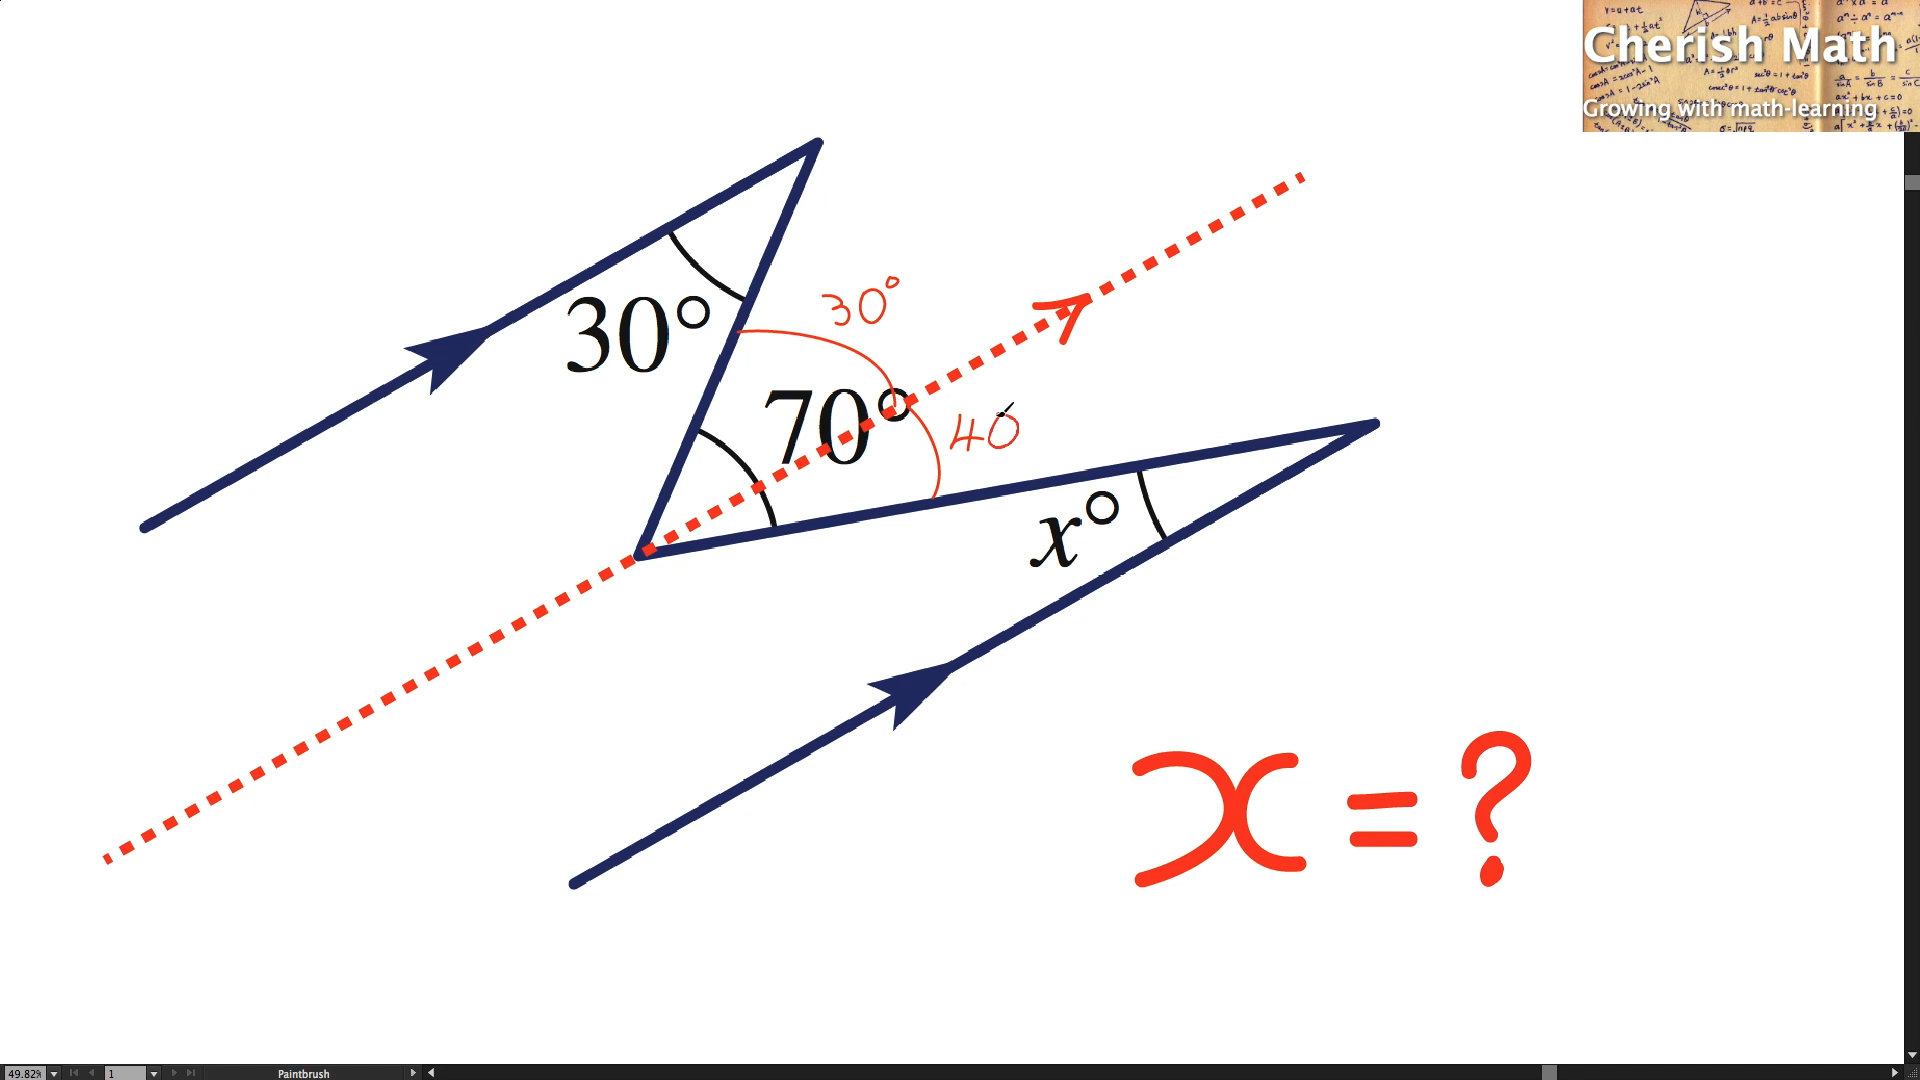 Cherish Math
Growing with math-learning
30°
30°
70°
40
x°
x = ?
49.82%
1
Paintbrush